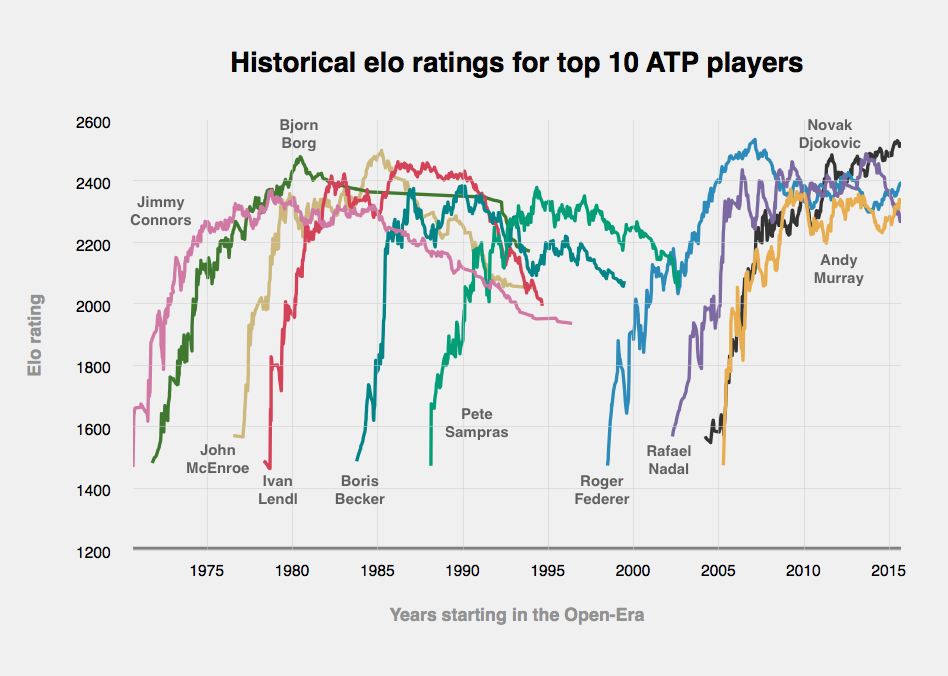 Historical elo ratings for top 10 ATP players
2600
2400
2200
2000
1800
1600
1400
1200
Elo rating
Bjorn
Borg
Novak
Djokovic
Jimmy
Connors
Andy
Murray
Pete
Sampras
John
McEnroe
Ivan
Lendl
Boris
Becker
Roger
Federer
Rafael
Nadal
1975
1980
1985
1990
1995
2000
2005
2010
2015
Years starting in the Open-Era